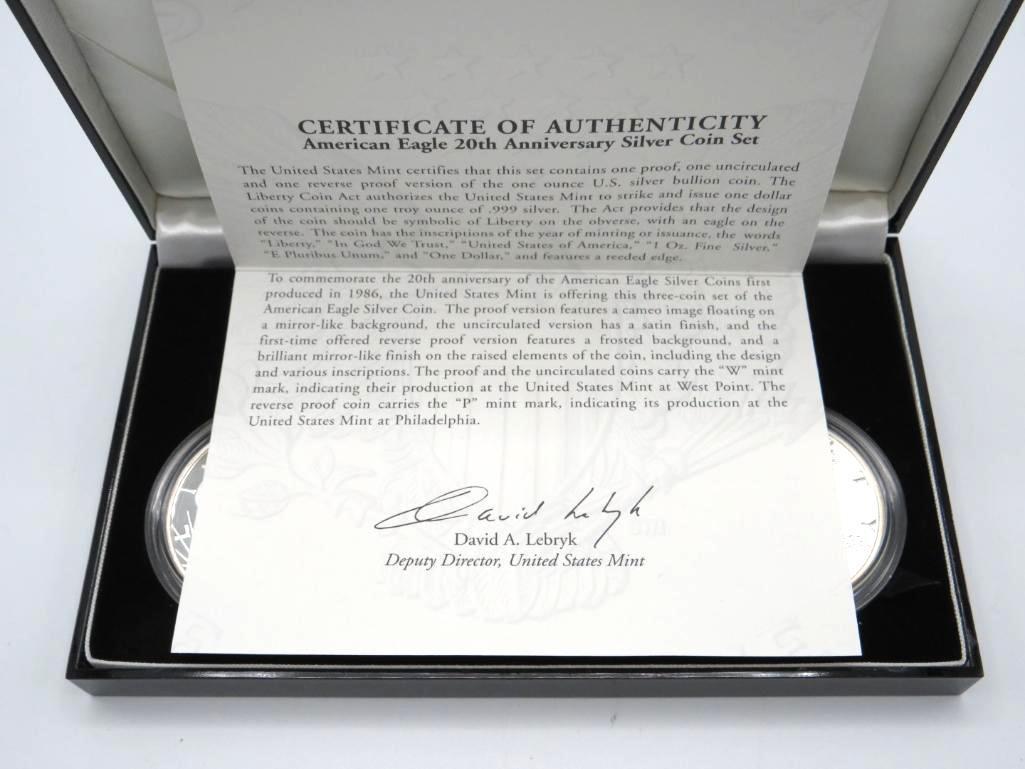 CERTIFICATE OF AUTHENTICITY
American Eagle 20th Anniversary Silver Coin Set
The United States Mint certifies that this set contains one proof, one uncirculated
and one reverse proof version of the one ounce U.S. silver bullion coin. The
Liberty Coin Act authorizes the United States Mint to strike and issue one dollar
coins containing one troy ounce of .999 silver. The Act provides that the design
of the coin should be symbolic of Liberty on the obverse, with an eagle on the
reverse. The coin has the inscriptions of the year of minting or issuance, the words
"Liberty," "In God We Trust," "United States of America," "1 Oz. Fine Silver,"
"E Pluribus Unum," and "One Dollar," and features a reeded edge.
To commemorate the 20th anniversary of the American Eagle Silver Coins first
produced in 1986, the United States Mint is offering this three-coin set of the
American Eagle Silver Coin. The proof version features a cameo image floating on
a mirror-like background, the uncirculated version has a satin finish, and the
first-time offered reverse proof version features a frosted background, and a
brilliant mirror-like finish on the raised elements of the coin, including the design
and various inscriptions. The proof and the uncirculated coins carry the "W" mint
mark, indicating their production at the United States Mint at West Point. The
reverse proof coin carries the "P" mint mark, indicating its production at the
United States Mint at Philadelphia.
David Lebryk
David A. Lebryk
Deputy Director, United States Mint